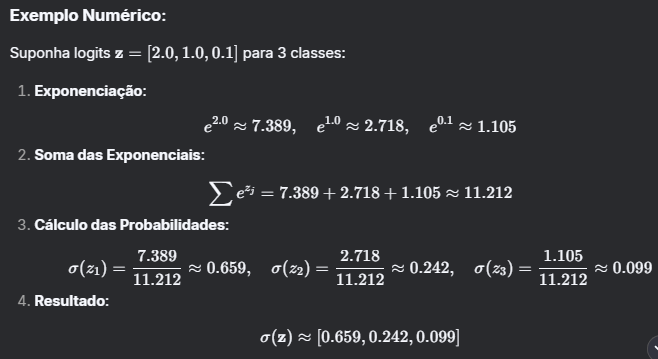 Exemplo Numérico:
Suponha logits z = [2.0, 1.0, 0.1] para 3 classes:
1. Exponenciação:
e^{2.0} ≈ 7.389, e^{1.0} ≈ 2.718, e^{0.1} ≈ 1.105
2. Soma das Exponenciais:
∑ e^{z_j} = 7.389 + 2.718 + 1.105 ≈ 11.212
3. Cálculo das Probabilidades:
σ(z₁) = 7.389/11.212 ≈ 0.659, σ(z₂) = 2.718/11.212 ≈ 0.242, σ(z₃) = 1.105/11.212 ≈ 0.099
4. Resultado:
σ(z) ≈ [0.659, 0.242, 0.099]